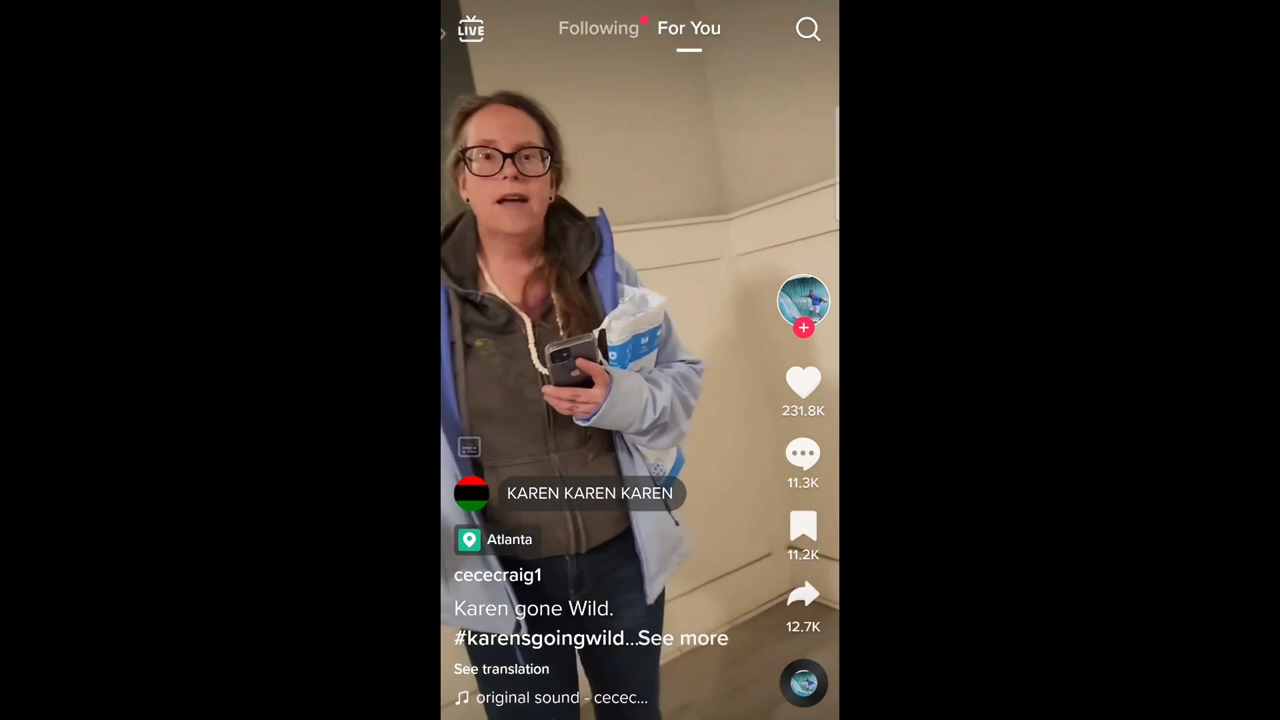 LIVE
Following
For You
231.8K
11.3K
KAREN KAREN KAREN
Atlanta
11.2K
cececraig1
Karen gone Wild.
#karensgoingwild...See more
12.7K
See translation
original sound - cecec...